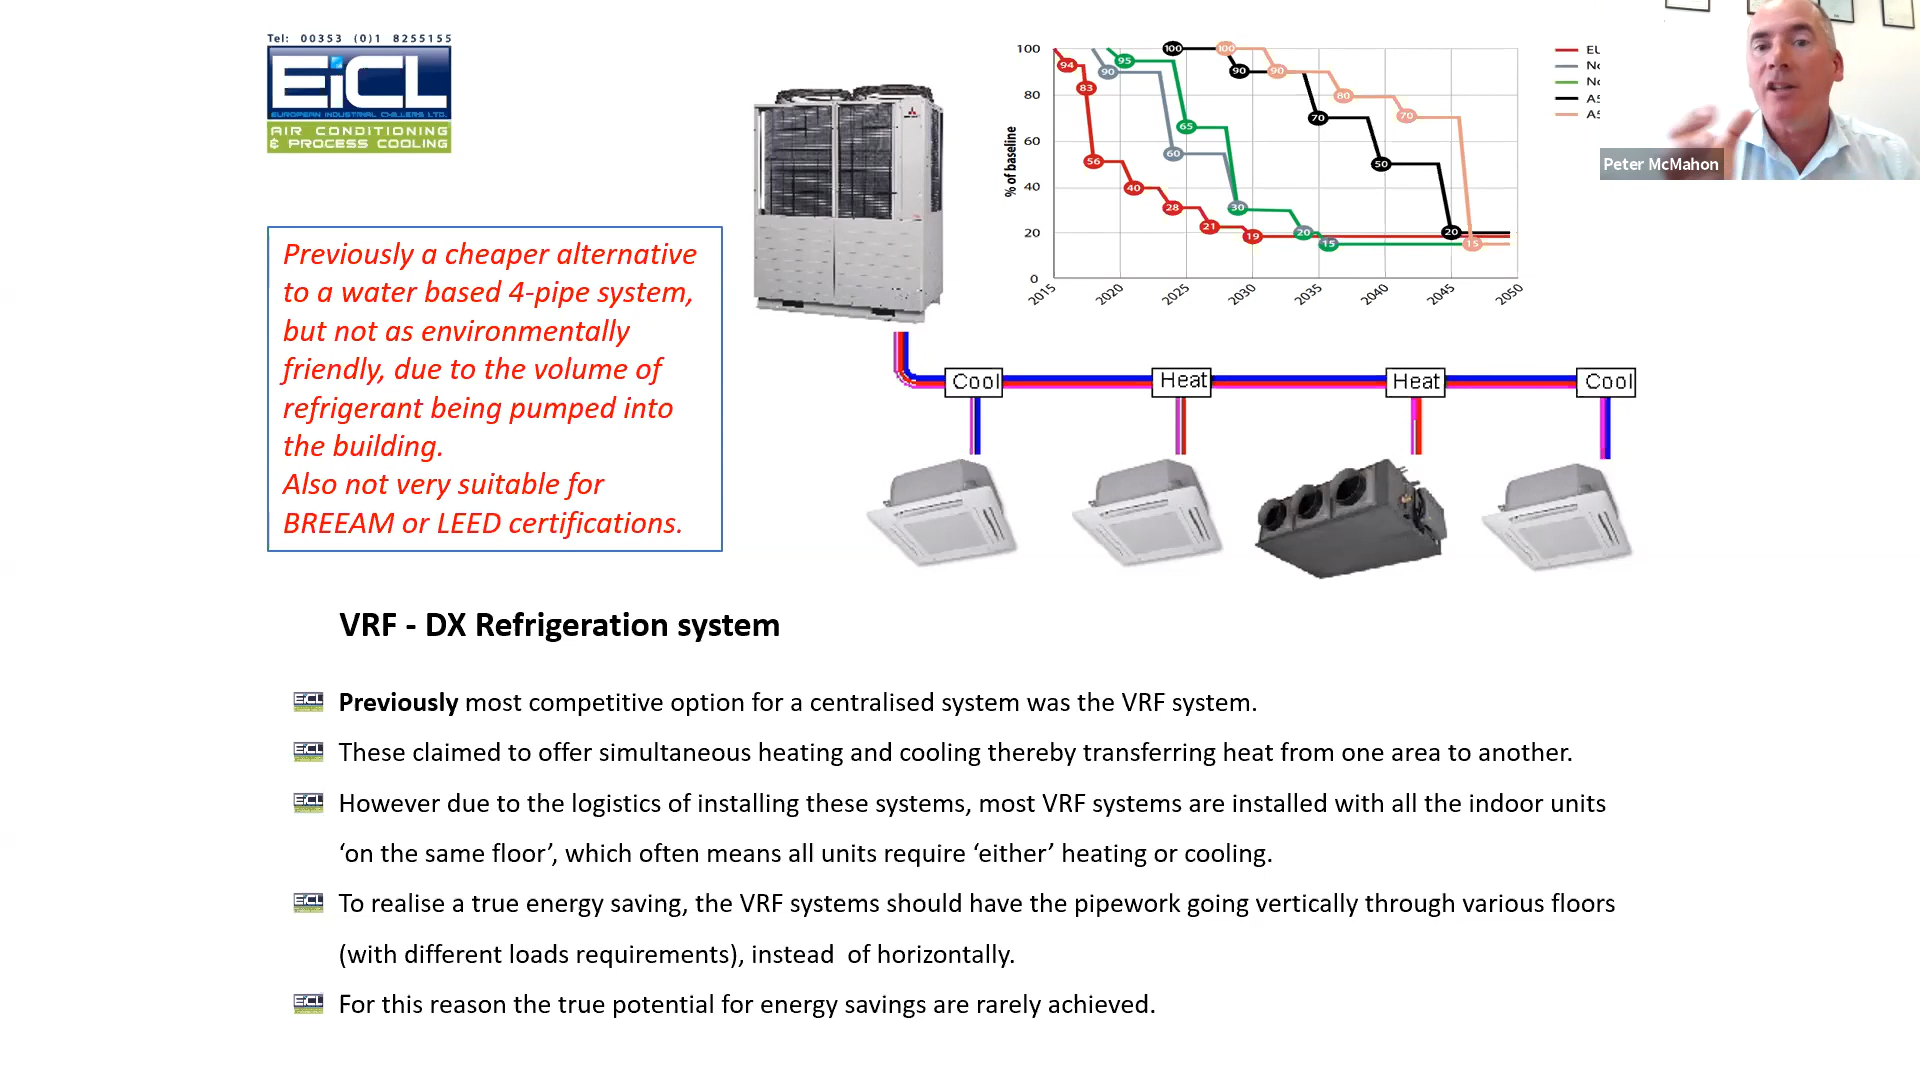 Tel: 00353 (0)1 8255155
EiCL
EUROPEAN INDUSTRIAL CHILLERS LTD.
AIR CONDITIONING
& PROCESS COOLING
Previously a cheaper alternative
to a water based 4-pipe system,
but not as environmentally
friendly, due to the volume of
refrigerant being pumped into
the building.
Also not very suitable for
BREEAM or LEED certifications.
% of baseline
100
80
60
40
20
0
2015 2020 2025 2030 2035 2040 2045 2050
94 83 56 40 28 21 19
90 60 30 20
95 65 30 15
100 90 70 50 20
100 90 80 70 15
EU
No
No
A5
A5
Peter McMahon
Cool Heat Heat Cool
VRF - DX Refrigeration system
EiCL Previously most competitive option for a centralised system was the VRF system.
EiCL These claimed to offer simultaneous heating and cooling thereby transferring heat from one area to another.
EiCL However due to the logistics of installing these systems, most VRF systems are installed with all the indoor units
‘on the same floor’, which often means all units require ‘either’ heating or cooling.
EiCL To realise a true energy saving, the VRF systems should have the pipework going vertically through various floors
(with different loads requirements), instead of horizontally.
EiCL For this reason the true potential for energy savings are rarely achieved.